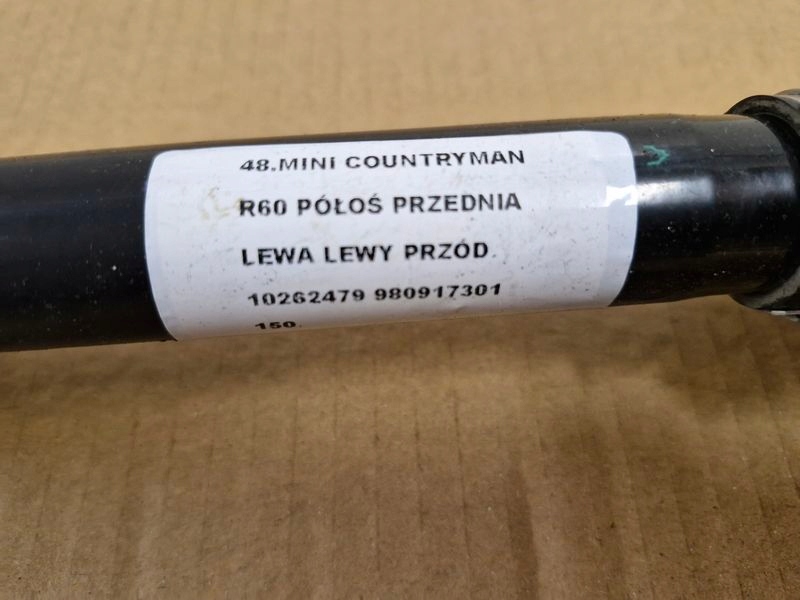 48.MINI COUNTRYMAN
R60 PÓŁOŚ PRZEDNIA
LEWA LEWY PRZÓD
10262479 980917301
150.